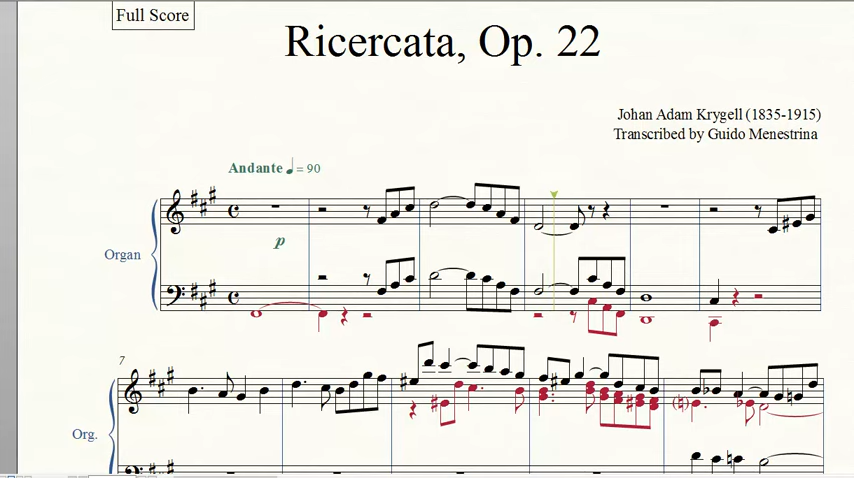 Full Score
Ricercata, Op. 22
Johan Adam Krygell (1835-1915)
Transcribed by Guido Menestrina
Andante ♩ = 90
p
Organ
7
Org.